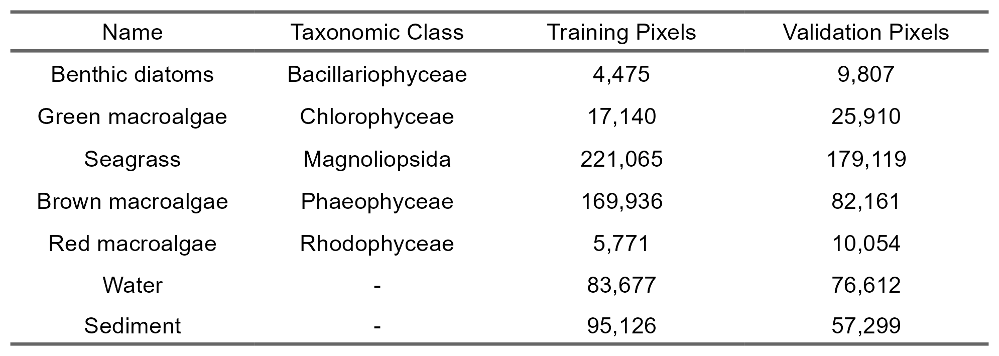 Name Taxonomic Class Training Pixels Validation Pixels
Benthic diatoms Bacillariophyceae 4,475 9,807
Green macroalgae Chlorophyceae 17,140 25,910
Seagrass Magnoliopsida 221,065 179,119
Brown macroalgae Phaeophyceae 169,936 82,161
Red macroalgae Rhodophyceae 5,771 10,054
Water - 83,677 76,612
Sediment - 95,126 57,299